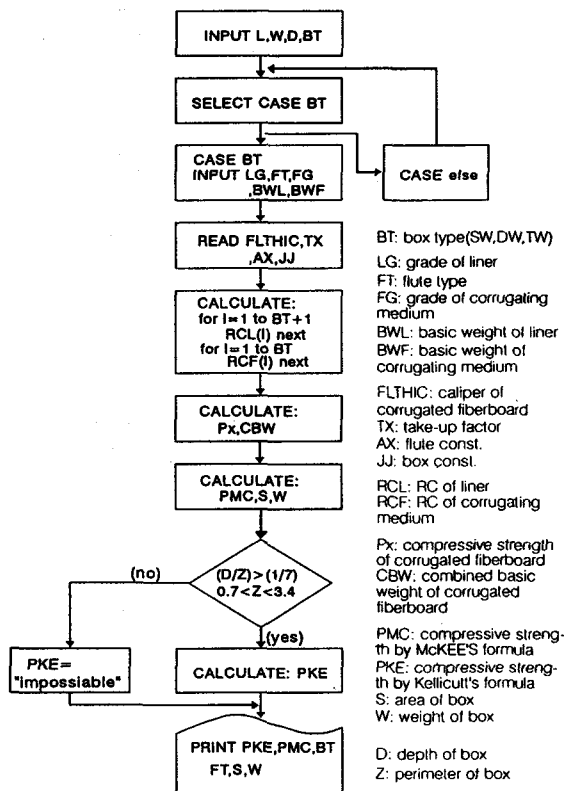 INPUT L,W,D,BT
SELECT CASE BT
CASE BT
INPUT LG,FT,FG
,BWL,BWF
CASE else
READ FLTHIC,TX
,AX,JJ
CALCULATE:
for I=1 to BT+1
RCL(I) next
for I=1 to BT
RCF(I) next
CALCULATE:
Px,CBW
CALCULATE:
PMC,S,W
(D/Z)>(1/7)
0.7<Z<3.4
(no)
(yes)
PKE=
"impossiable"
CALCULATE: PKE
PRINT PKE,PMC,BT
FT,S,W
BT: box type(SW,DW,TW)
LG: grade of liner
FT: flute type
FG: grade of corrugating
medium
BWL: basic weight of liner
BWF: basic weight of
corrugating medium
FLTHIC: caliper of
corrugated fiberboard
TX: take-up factor
AX: flute const.
JJ: box const.
RCL: RC of liner
RCF: RC of corrugating
medium
Px: compressive strength
of corrugated fiberboard
CBW: combined basic
weight of corrugated
fiberboard
PMC: compressive streng-
th by McKEE'S formula
PKE: compressive streng-
th by Kellicutt's formula
S: area of box
W: weight of box
D: depth of box
Z: perimeter of box